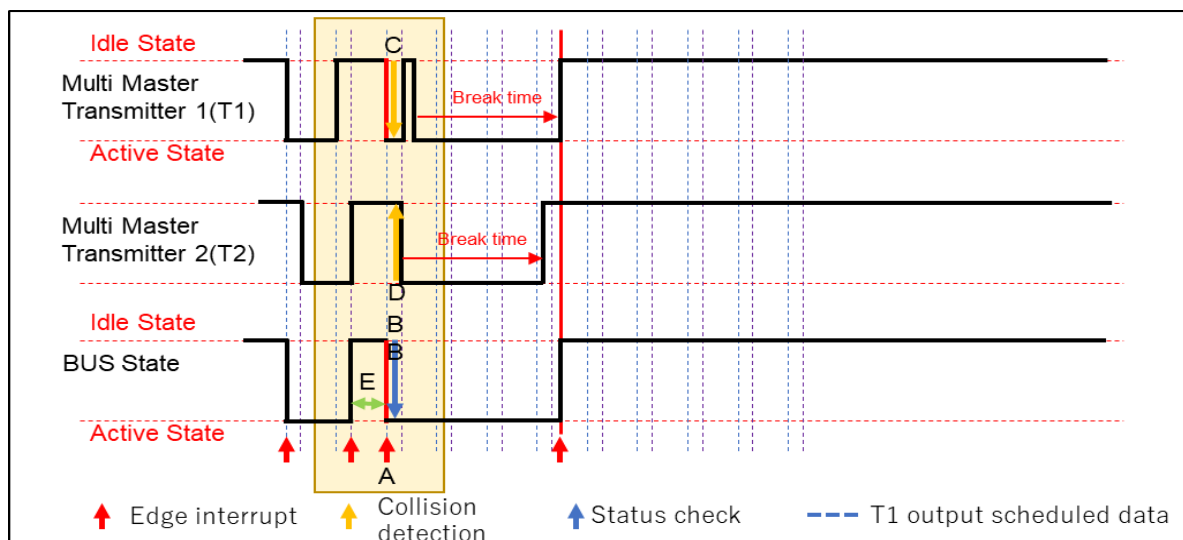 Idle State
C
Multi Master
Transmitter 1(T1)
Break time
Active State
Multi Master
Transmitter 2(T2)
Break time
D
Idle State
B
B
BUS State
E
Active State
A
Edge interrupt
Collision
detection
Status check
T1 output scheduled data